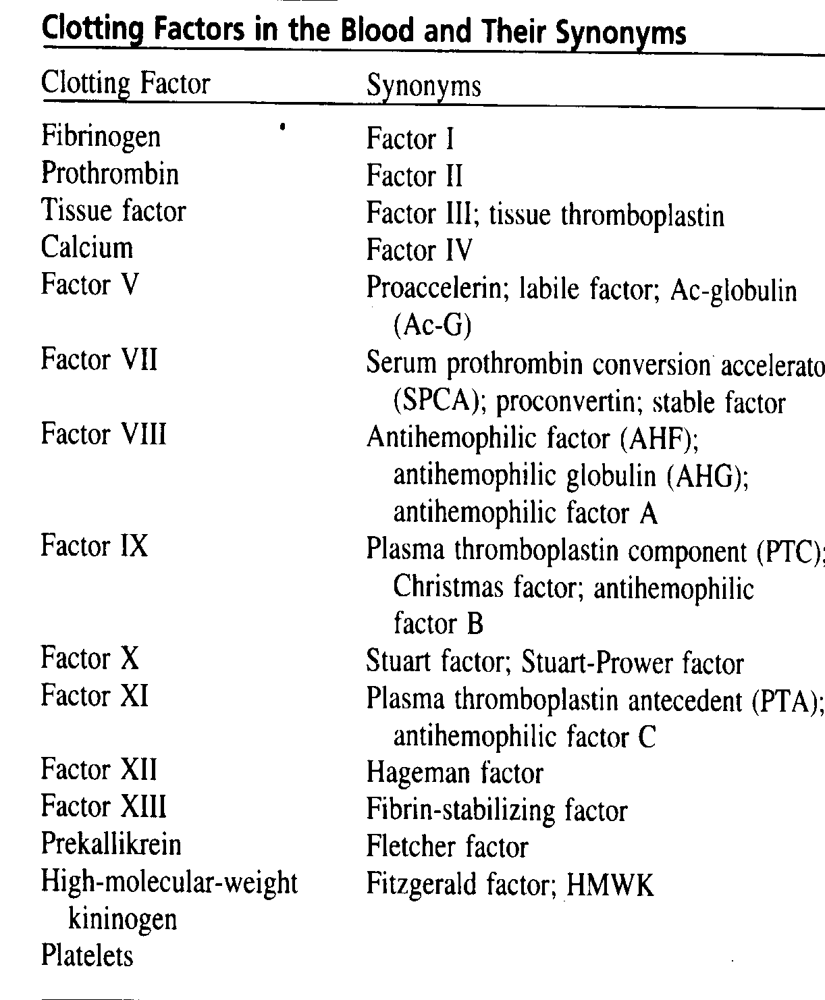 Clotting Factors in the Blood and Their Synonyms
Clotting Factor Synonyms
Fibrinogen Factor I
Prothrombin Factor II
Tissue factor Factor III; tissue thromboplastin
Calcium Factor IV
Factor V Proaccelerin; labile factor; Ac-globulin
(Ac-G)
Factor VII Serum prothrombin conversion accelerato
(SPCA); proconvertin; stable factor
Factor VIII Antihemophilic factor (AHF);
antihemophilic globulin (AHG);
antihemophilic factor A
Factor IX Plasma thromboplastin component (PTC);
Christmas factor; antihemophilic
factor B
Factor X Stuart factor; Stuart-Prower factor
Factor XI Plasma thromboplastin antecedent (PTA);
antihemophilic factor C
Factor XII Hageman factor
Factor XIII Fibrin-stabilizing factor
Prekallikrein Fletcher factor
High-molecular-weight Fitzgerald factor; HMWK
kininogen
Platelets